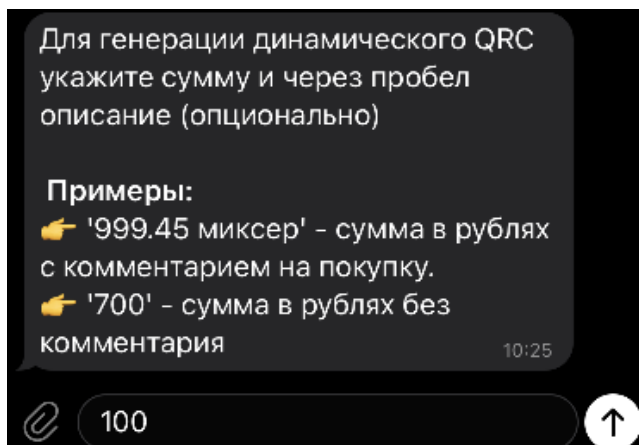 Для генерации динамического QRC
укажите сумму и через пробел
описание (опционально)
Примеры:
👉 '999.45 миксер' - сумма в рублях
с комментарием на покупку.
👉 '700' - сумма в рублях без
комментария
10:25
100